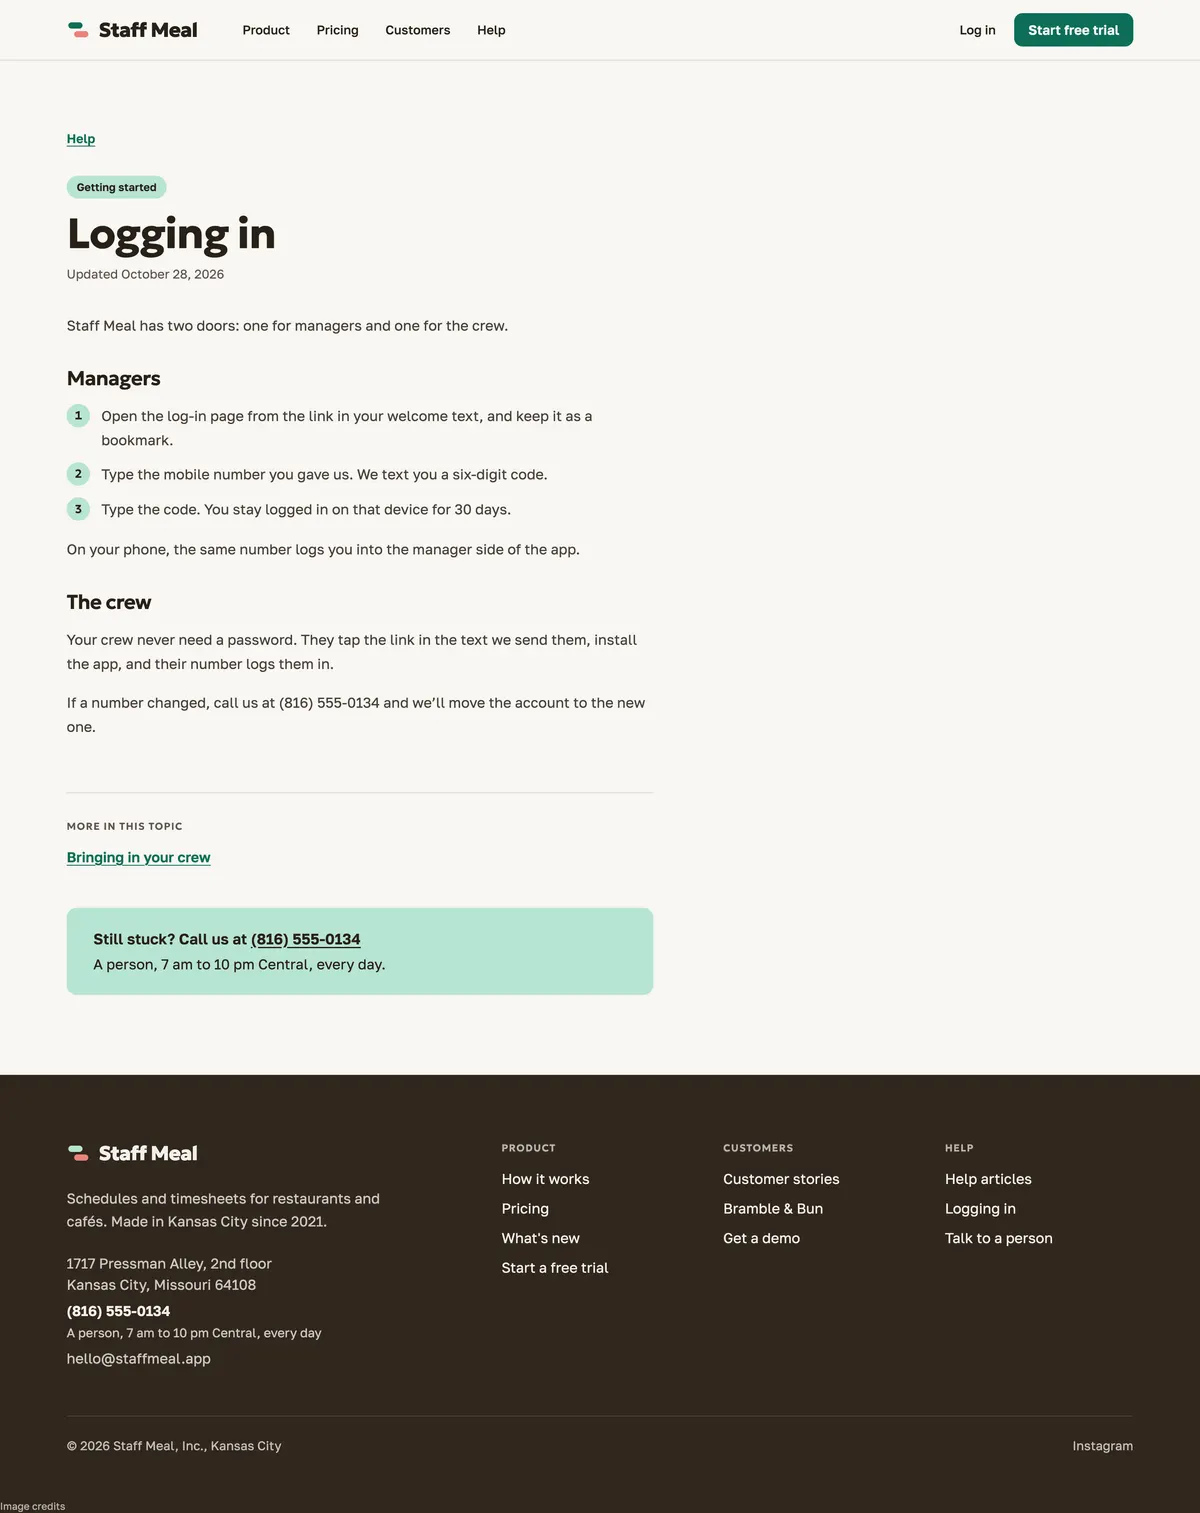 Staff Meal
Product
Pricing
Customers
Help
Log in
Start free trial
Help
Getting started
Logging in
Updated October 28, 2026
Staff Meal has two doors: one for managers and one for the crew.
Managers
1 Open the log-in page from the link in your welcome text, and keep it as a
bookmark.
2 Type the mobile number you gave us. We text you a six-digit code.
3 Type the code. You stay logged in on that device for 30 days.
On your phone, the same number logs you into the manager side of the app.
The crew
Your crew never need a password. They tap the link in the text we send them, install
the app, and their number logs them in.
If a number changed, call us at (816) 555-0134 and we’ll move the account to the new
one.
MORE IN THIS TOPIC
Bringing in your crew
Still stuck? Call us at (816) 555-0134
A person, 7 am to 10 pm Central, every day.
Staff Meal
Schedules and timesheets for restaurants and
cafés. Made in Kansas City since 2021.
1717 Pressman Alley, 2nd floor
Kansas City, Missouri 64108
(816) 555-0134
A person, 7 am to 10 pm Central, every day
hello@staffmeal.app
PRODUCT
How it works
Pricing
What's new
Start a free trial
CUSTOMERS
Customer stories
Bramble & Bun
Get a demo
HELP
Help articles
Logging in
Talk to a person
© 2026 Staff Meal, Inc., Kansas City
Instagram
Image credits